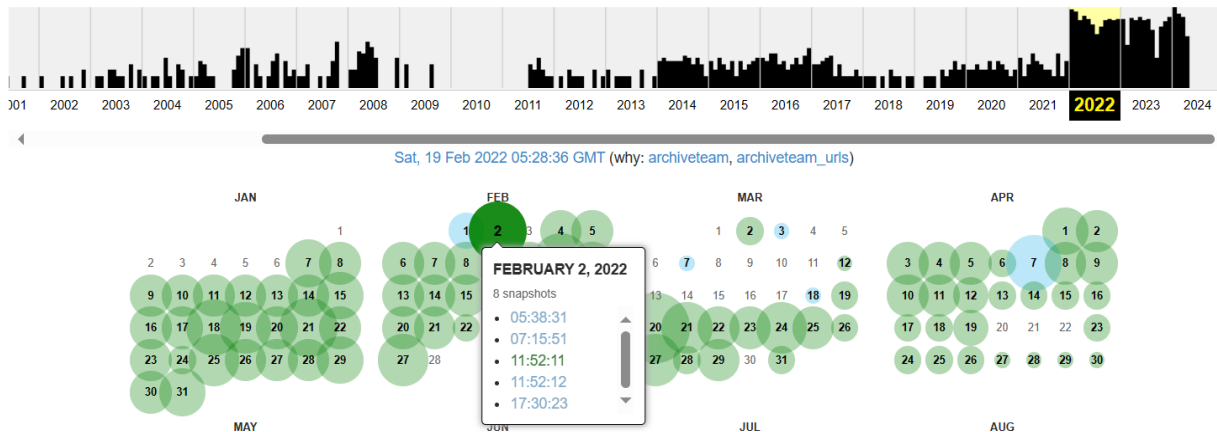 001 2002 2003 2004 2005 2006 2007 2008 2009 2010 2011 2012 2013 2014 2015 2016 2017 2018 2019 2020 2021 2022 2023 2024
Sat, 19 Feb 2022 05:28:36 GMT (why: archiveteam, archiveteam_urls)
JAN
1
2 3 4 5 6 7 8
9 10 11 12 13 14 15
16 17 18 19 20 21 22
23 24 25 26 27 28 29
30 31
FEB
1 2 3 4 5
6 7 8
13 14 15
20 21 22
27 28
FEBRUARY 2, 2022
8 snapshots
• 05:38:31
• 07:15:51
• 11:52:11
• 11:52:12
• 17:30:23
MAR
1 2 3 4 5
6 7 8 9 10 11 12
13 14 15 16 17 18 19
20 21 22 23 24 25 26
27 28 29 30 31
APR
1 2
3 4 5 6 7 8 9
10 11 12 13 14 15 16
17 18 19 20 21 22 23
24 25 26 27 28 29 30
MAY
JUN
JUL
AUG